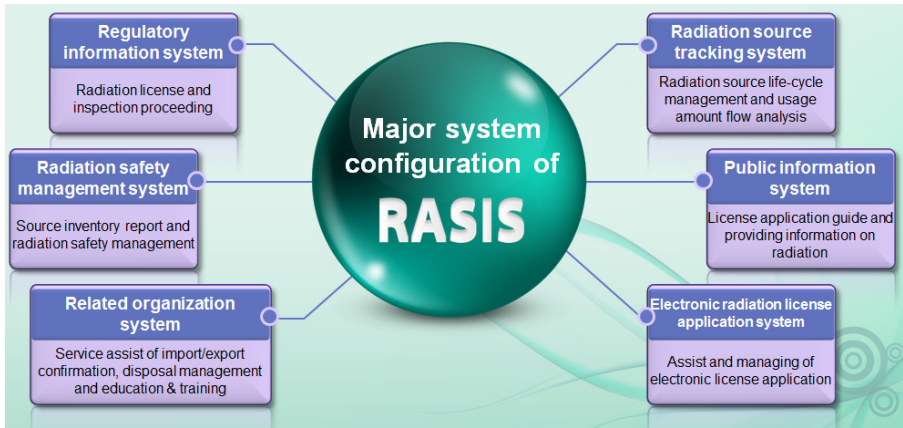 Regulatory
information system
Radiation license and
inspection proceeding
Radiation safety
management system
Source inventory report and
radiation safety management
Related organization
system
Service assist of import/export
confirmation, disposal management
and education & training
Major system
configuration of
RASIS
Radiation source
tracking system
Radiation source life-cycle
management and usage
amount flow analysis
Public information
system
License application guide and
providing information on
radiation
Electronic radiation license
application system
Assist and managing of
electronic license application